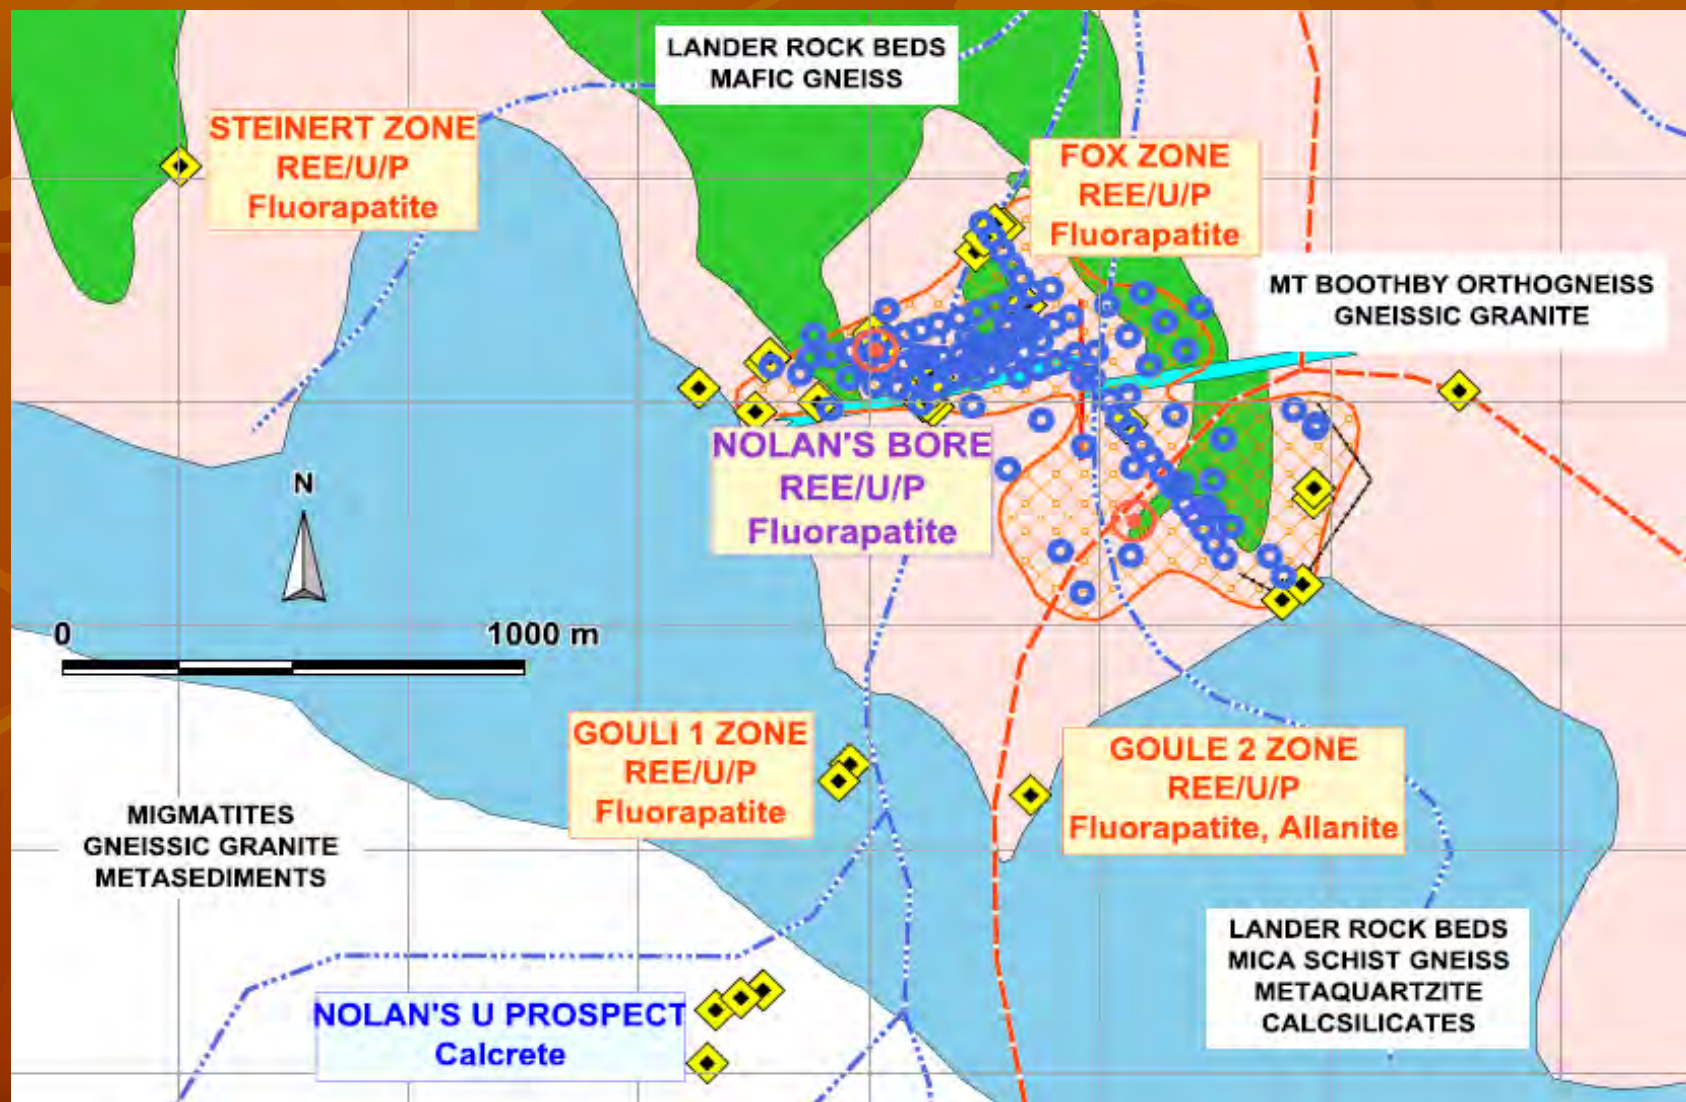 LANDER ROCK BEDS
MAFIC GNEISS
STEINERT ZONE
REE/U/P
Fluorapatite
FOX ZONE
REE/U/P
Fluorapatite
MT BOOTHBY ORTHOGNEISS
GNEISSIC GRANITE
NOLAN'S BORE
REE/U/P
Fluorapatite
N
0 1000 m
GOULI 1 ZONE
REE/U/P
Fluorapatite
GOULE 2 ZONE
REE/U/P
Fluorapatite, Allanite
MIGMATITES
GNEISSIC GRANITE
METASEDIMENTS
LANDER ROCK BEDS
MICA SCHIST GNEISS
METAQUARTZITE
CALCSILICATES
NOLAN'S U PROSPECT
Calcrete